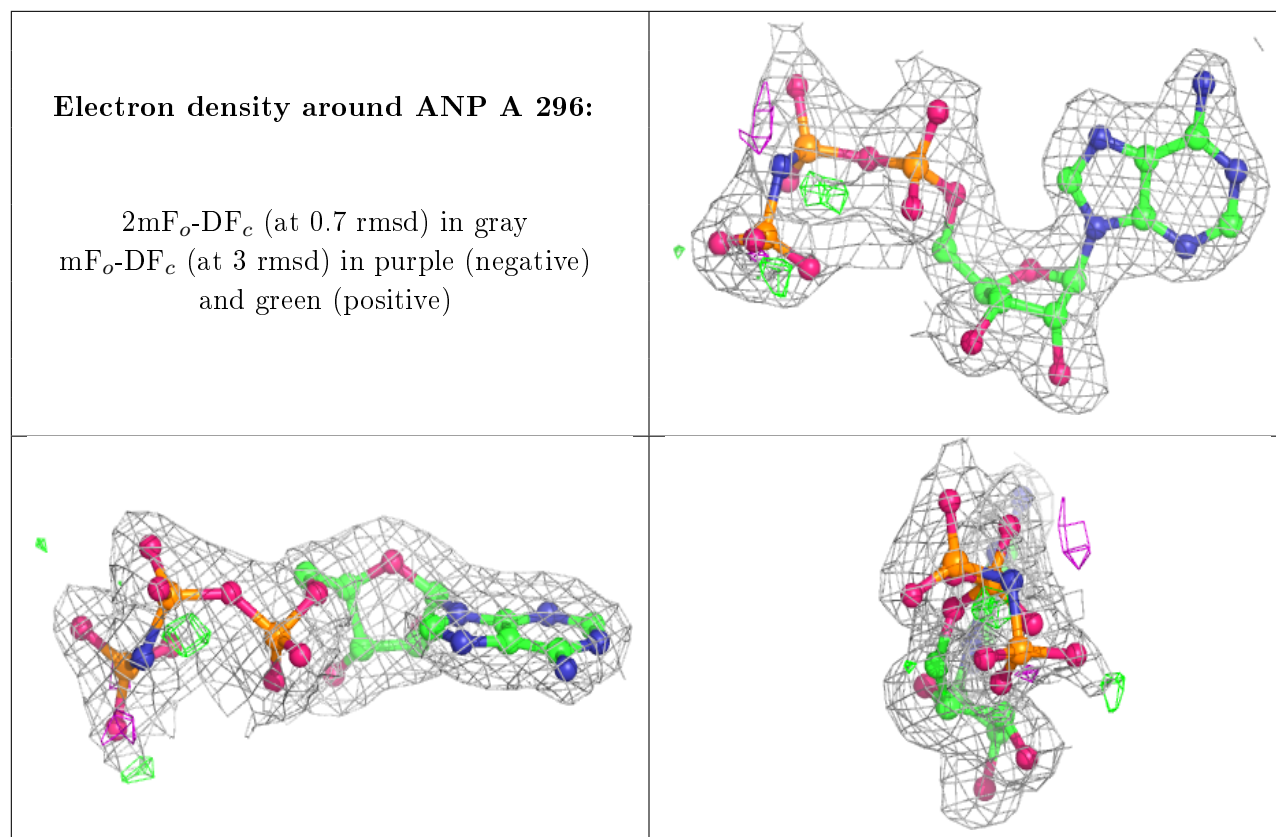 Electron density around ANP A 296:
2mFₒ-DF𝒸 (at 0.7 rmsd) in gray
mFₒ-DF𝒸 (at 3 rmsd) in purple (negative)
and green (positive)